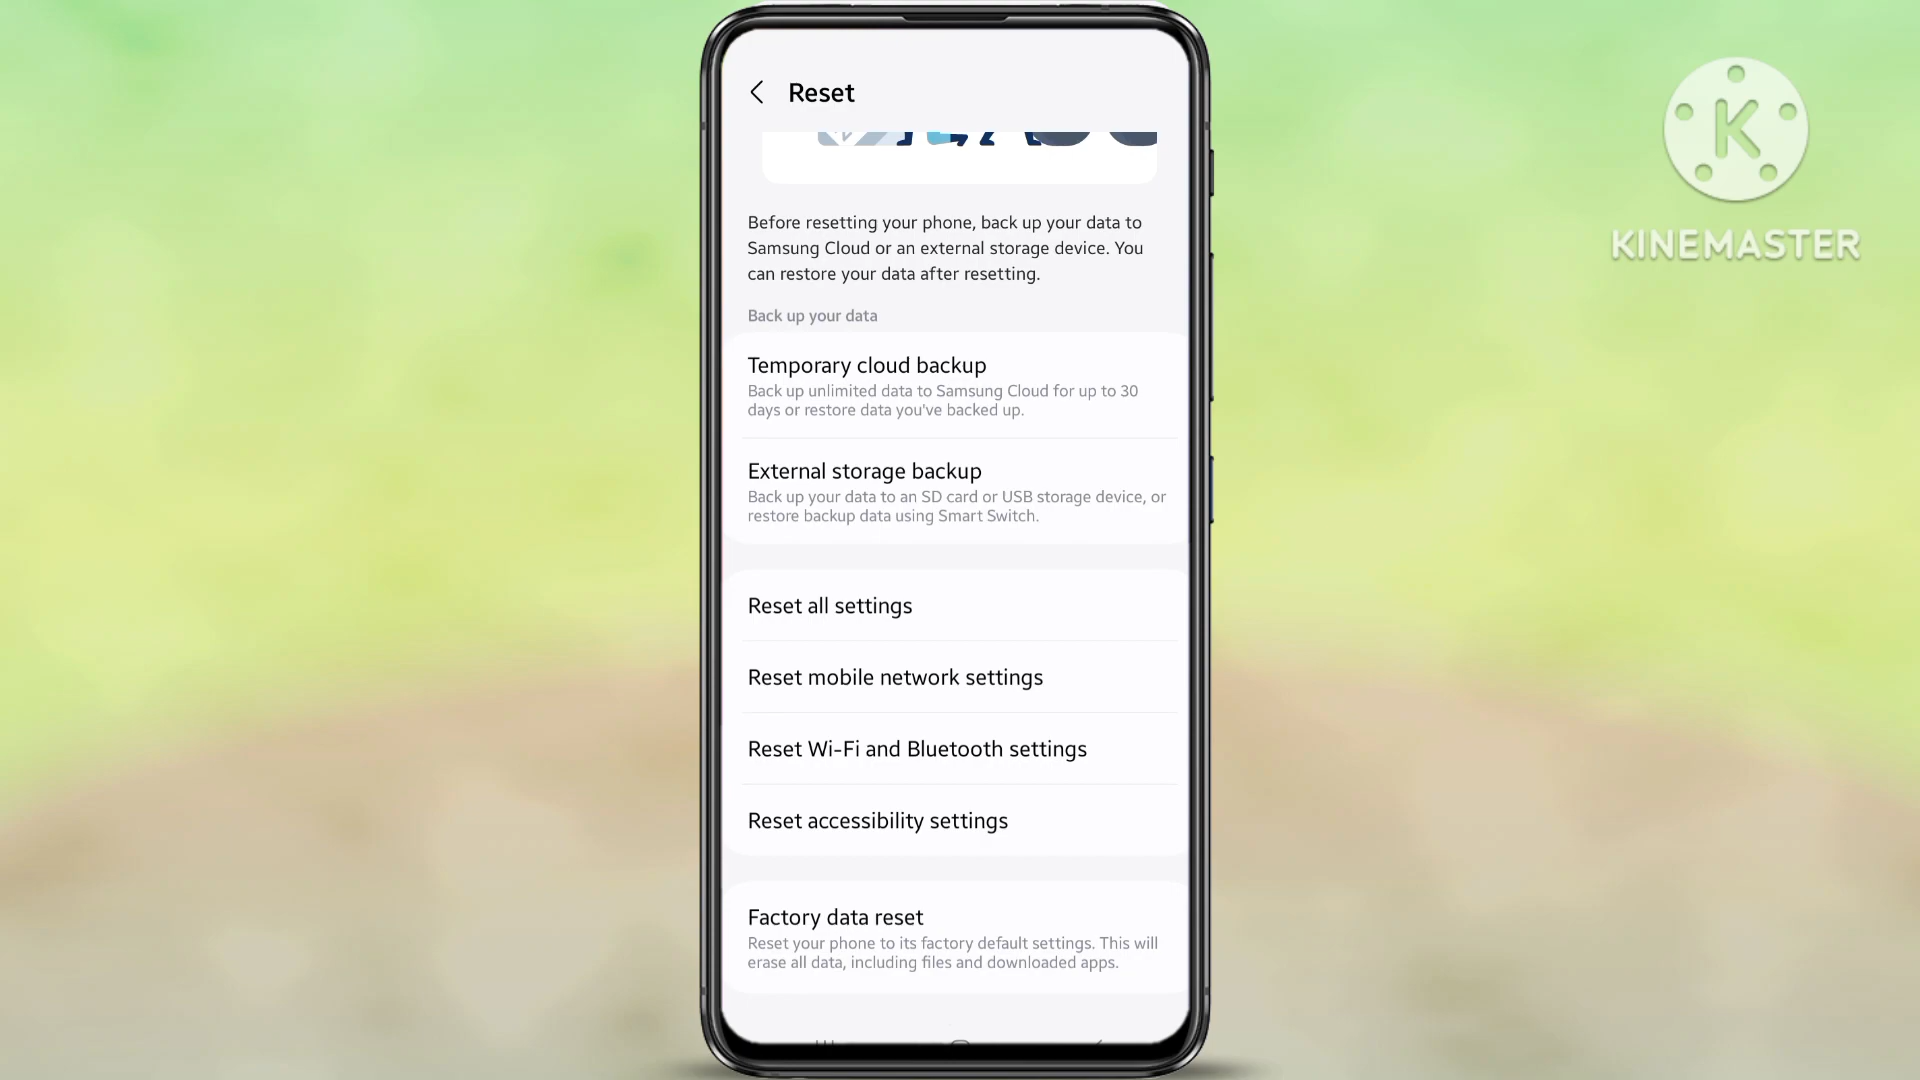 Reset
Before resetting your phone, back up your data to
Samsung Cloud or an external storage device. You
can restore your data after resetting.
Back up your data
Temporary cloud backup
Back up unlimited data to Samsung Cloud for up to 30
days or restore data you've backed up.
External storage backup
Back up your data to an SD card or USB storage device, or
restore backup data using Smart Switch.
Reset all settings
Reset mobile network settings
Reset Wi-Fi and Bluetooth settings
Reset accessibility settings
Factory data reset
Reset your phone to its factory default settings. This will
erase all data, including files and downloaded apps.
K
KINEMASTER